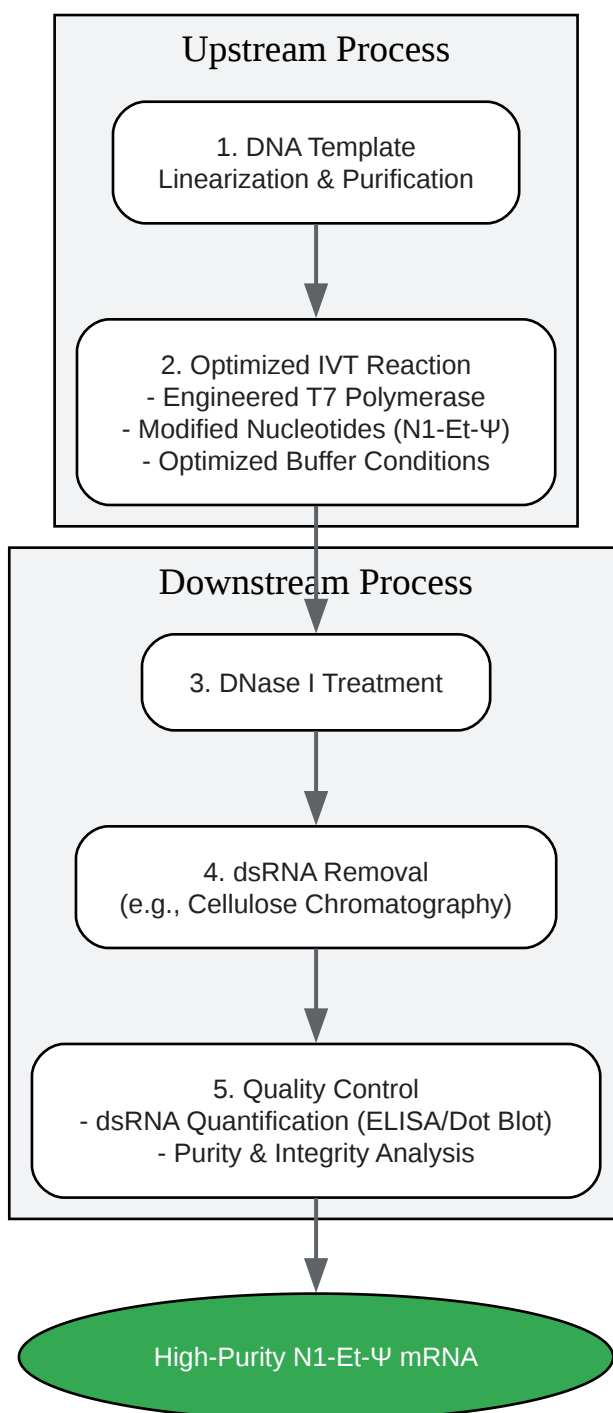 Upstream Process
1. DNA Template
Linearization & Purification
2. Optimized IVT Reaction
- Engineered T7 Polymerase
- Modified Nucleotides (N1-Et-Ψ)
- Optimized Buffer Conditions
Downstream Process
3. DNase I Treatment
4. dsRNA Removal
(e.g., Cellulose Chromatography)
5. Quality Control
- dsRNA Quantification (ELISA/Dot Blot)
- Purity & Integrity Analysis
High-Purity N1-Et-Ψ mRNA